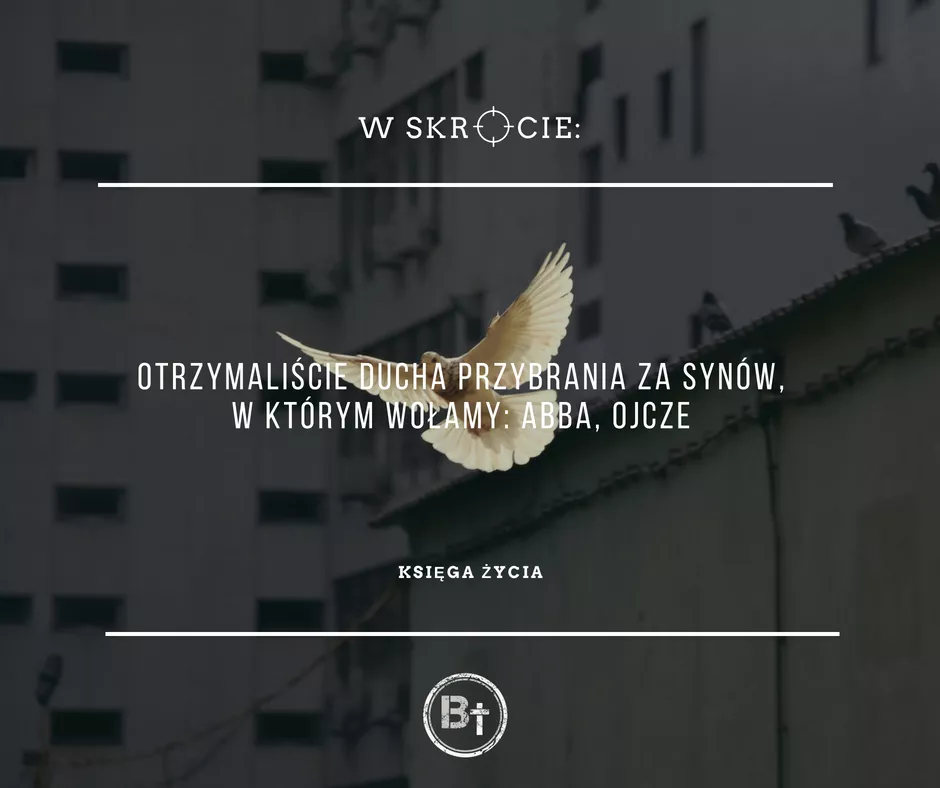 W SKRÓCIE:
OTRZYMALIŚCIE DUCHA PRZYBRANIA ZA SYNÓW,
W KTÓRYM WOŁAMY: ABBA, OJCZE
KSIĘGA ŻYCIA
B†